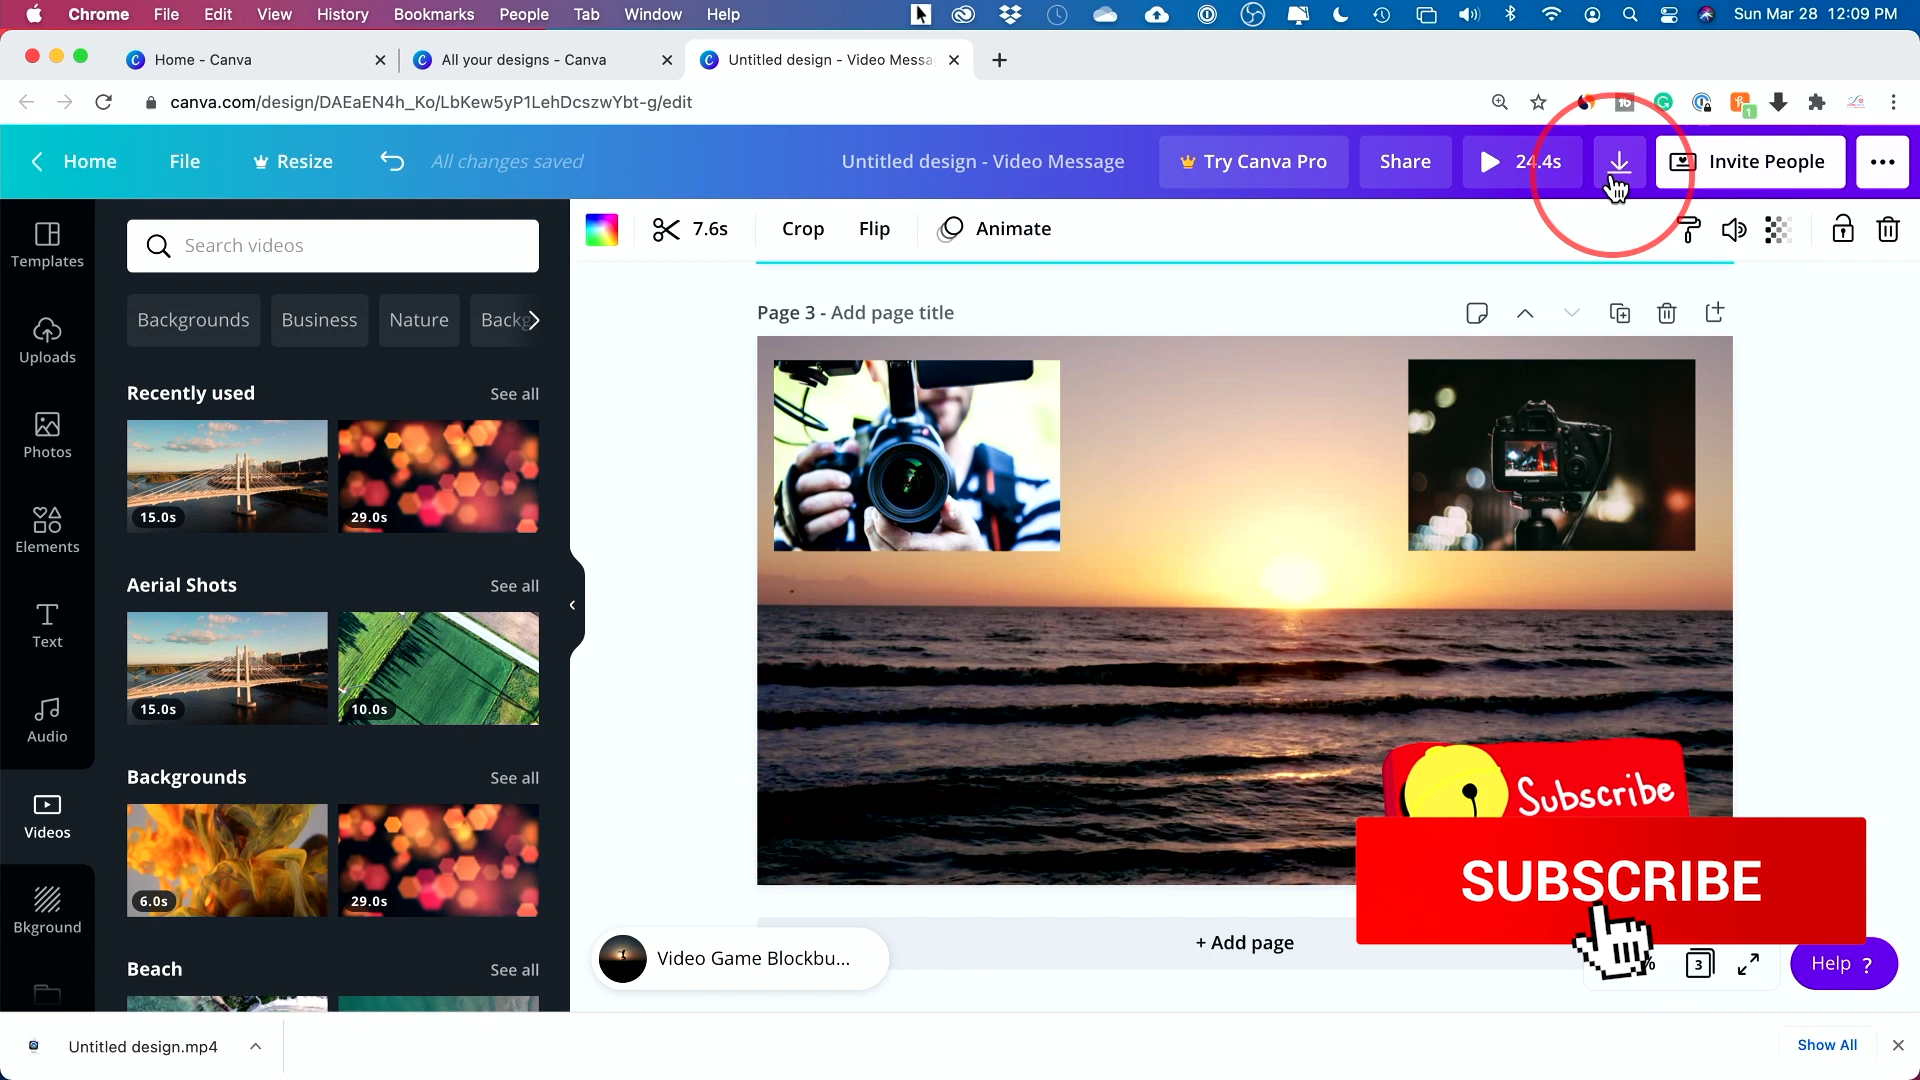 Chrome File Edit View History Bookmarks People Tab Window Help Sun Mar 28 12:09 PM
Home - Canva All your designs - Canva Untitled design - Video Messa
canva.com/design/DAEaEN4h_Ko/LbKew5yP1LehDcszwYbt-g/edit
Home File Resize All changes saved Untitled design - Video Message Try Canva Pro Share 24.4s Invite People
7.6s Crop Flip Animate
Templates
Uploads
Photos
Elements
Text
Audio
Videos
Bkground
Search videos
Backgrounds Business Nature Backg
Recently used See all
15.0s 29.0s
Aerial Shots See all
15.0s 10.0s
Backgrounds See all
6.0s 29.0s
Beach See all
Page 3 - Add page title
Canon
Subscribe
SUBSCRIBE
+ Add page
Video Game Blockbu...
% 3 Help ?
Untitled design.mp4 Show All